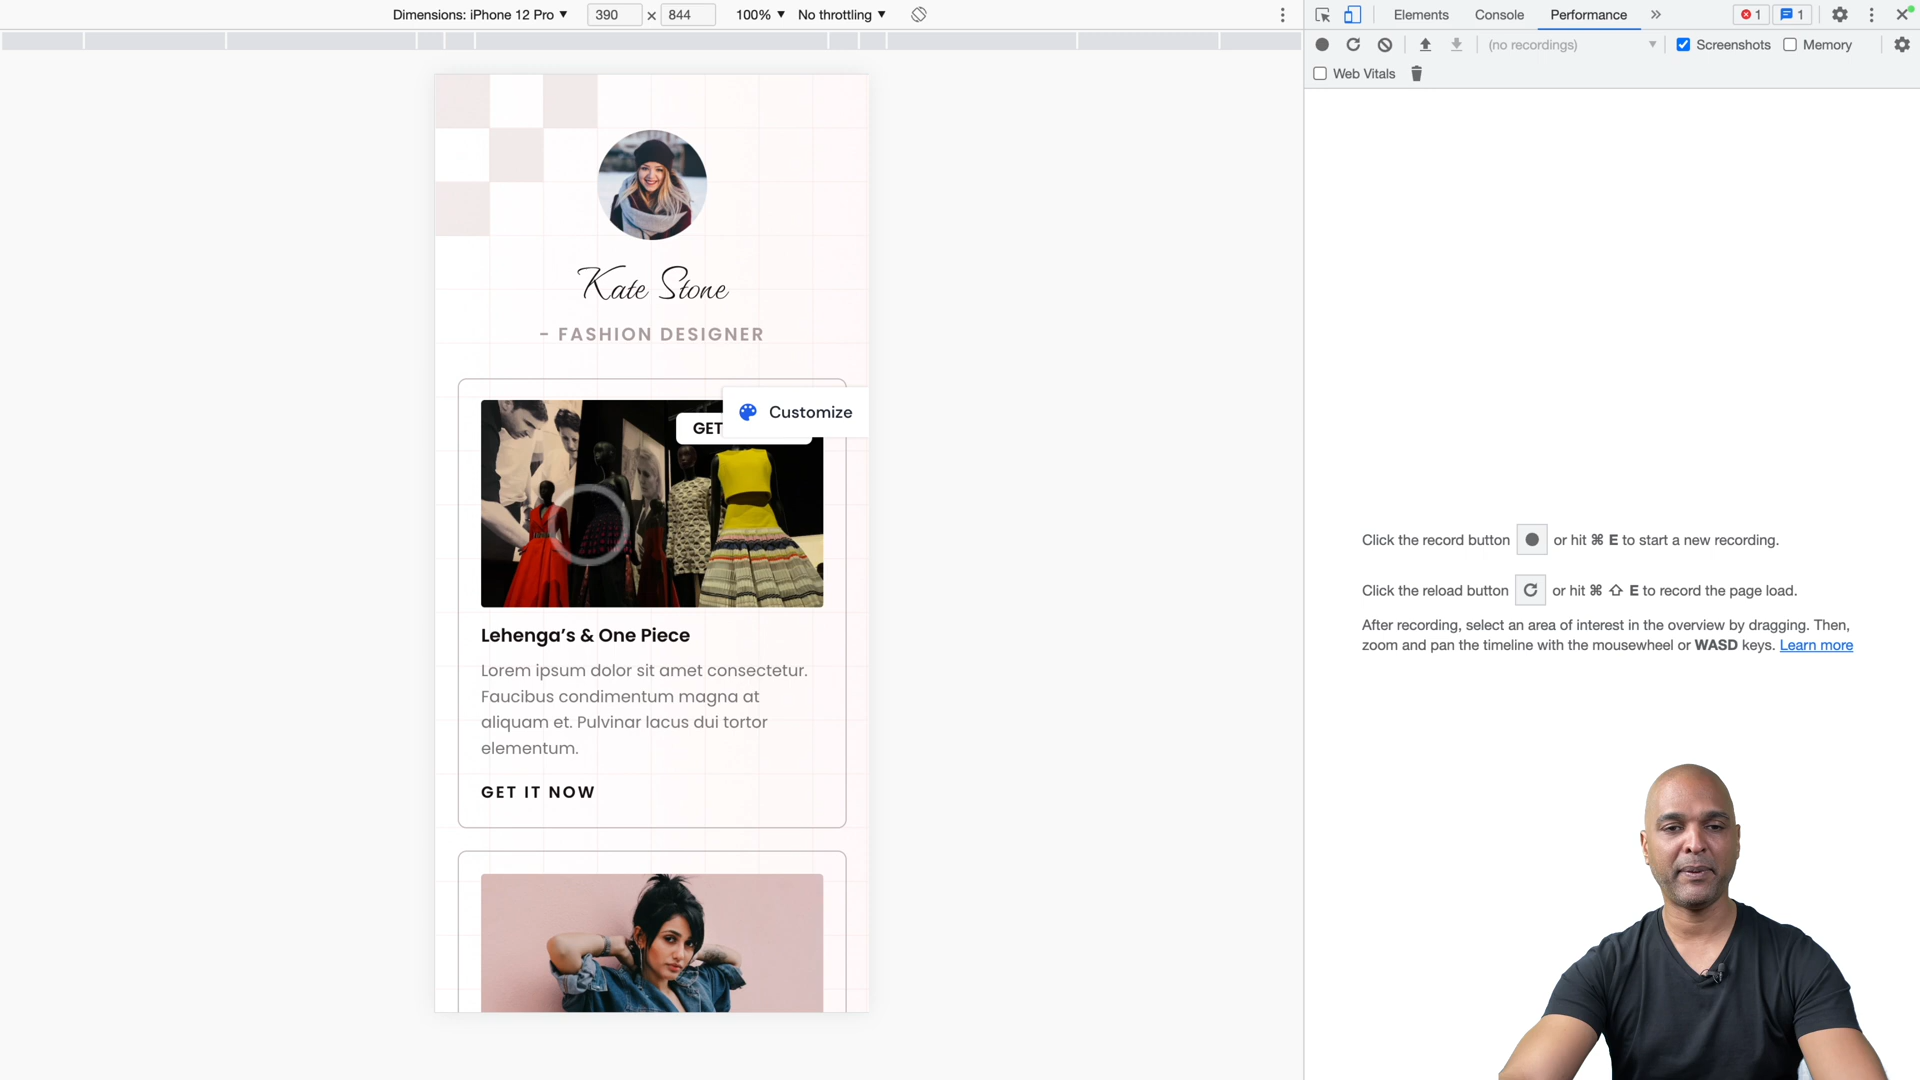 Dimensions: iPhone 12 Pro ▼ 390 × 844 100% ▼ No throttling ▼
Elements Console Performance » 1 1
(no recordings) Screenshots Memory
Web Vitals
Kate Stone
- FASHION DESIGNER
GET
Customize
Lehenga’s & One Piece
Lorem ipsum dolor sit amet consectetur.
Faucibus condimentum magna at
aliquam et. Pulvinar lacus dui tortor
elementum.
GET IT NOW
Click the record button or hit ⌘ E to start a new recording.
Click the reload button or hit ⌘ ⇧ E to record the page load.
After recording, select an area of interest in the overview by dragging. Then,
zoom and pan the timeline with the mousewheel or WASD keys. Learn more